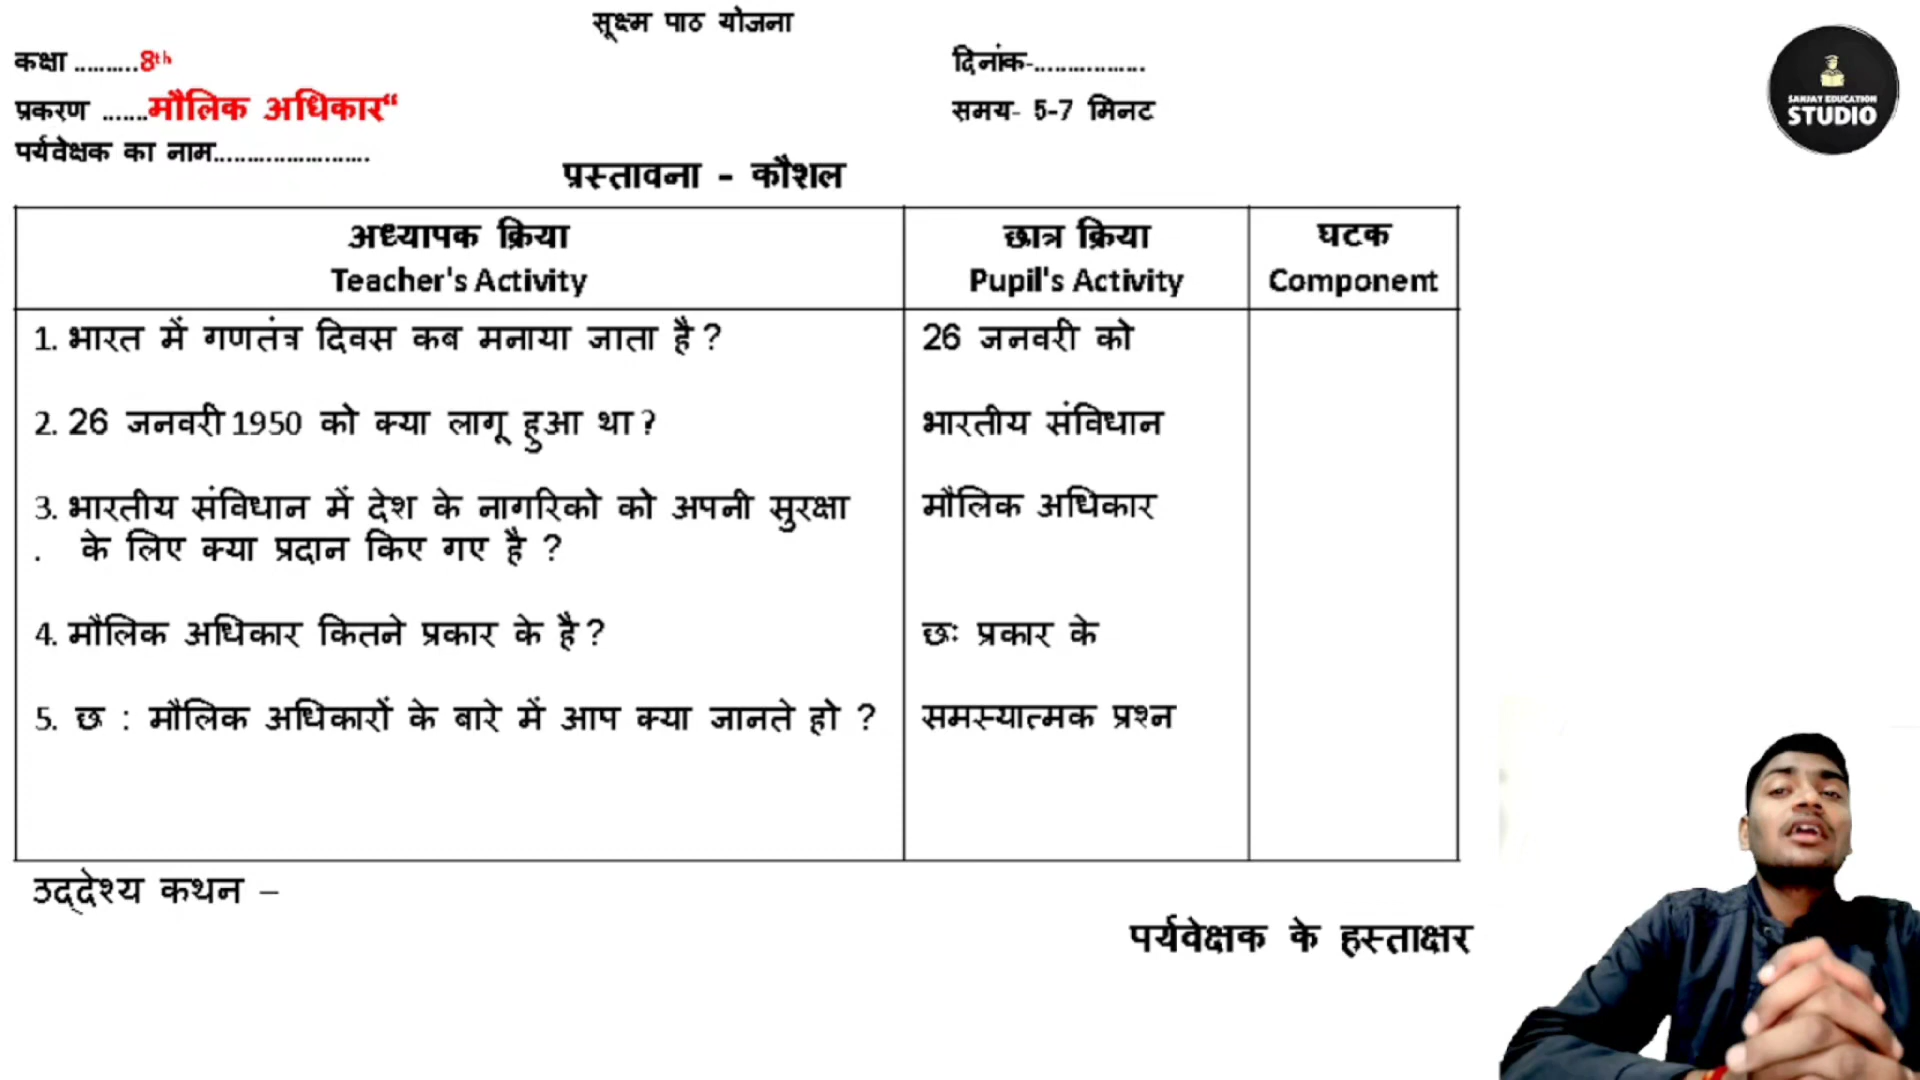 सूक्ष्म पाठ योजना
कक्षा ..........8th
दिनांक-.................
प्रकरण .......मौलिक अधिकार“
समय- 5-7 मिनट
पर्यवेक्षक का नाम........................
SANJAY EDUCATION
STUDIO
प्रस्तावना - कौशल
अध्यापक क्रिया
Teacher's Activity
छात्र क्रिया
Pupil's Activity
घटक
Component
1. भारत में गणतंत्र दिवस कब मनाया जाता है ?
26 जनवरी को
2. 26 जनवरी 1950 को क्या लागू हुआ था ?
भारतीय संविधान
3. भारतीय संविधान में देश के नागरिको को अपनी सुरक्षा
. के लिए क्या प्रदान किए गए है ?
मौलिक अधिकार
4. मौलिक अधिकार कितने प्रकार के है ?
छः प्रकार के
5. छ : मौलिक अधिकारों के बारे में आप क्या जानते हो ?
समस्यात्मक प्रश्न
उद्देश्य कथन –
पर्यवेक्षक के हस्ताक्षर